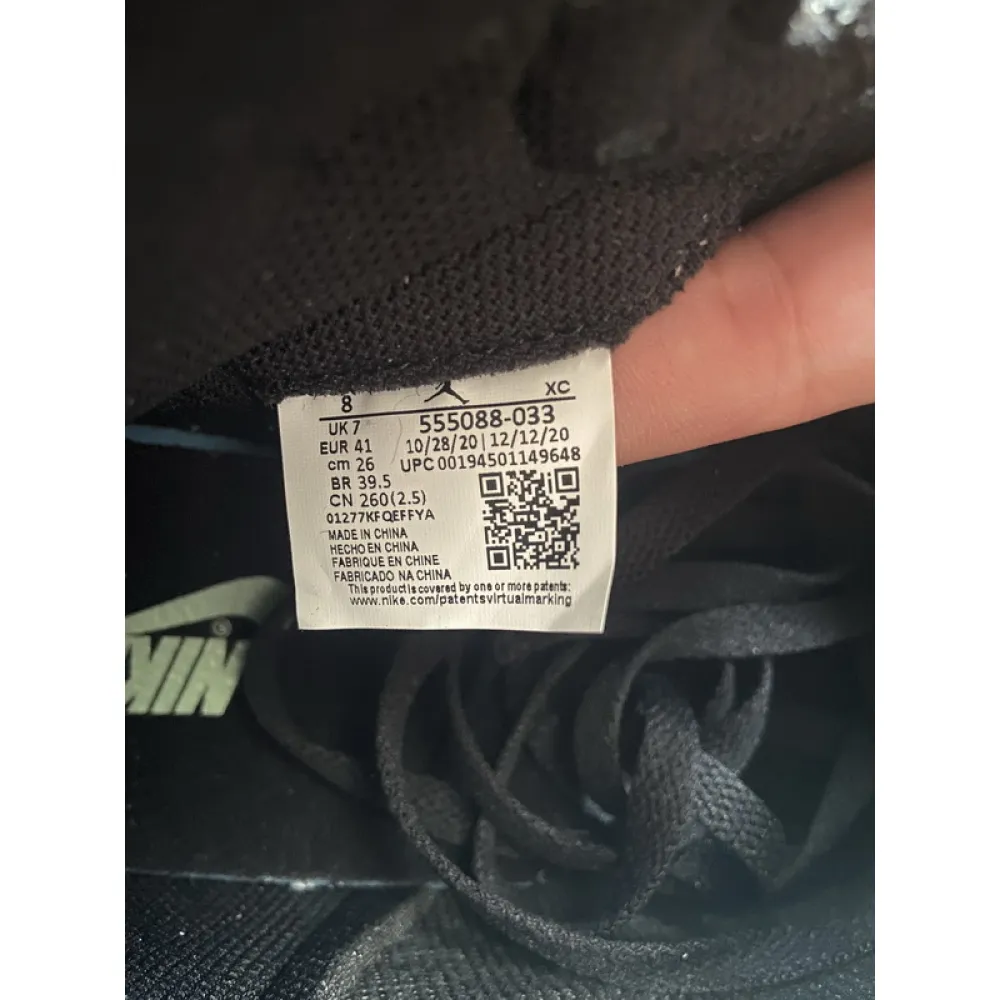 8 XC
UK 7 555088-033
EUR 41 10/28/20 | 12/12/20
cm 26 UPC 00194501149648
BR 39.5
CN 260(2.5)
01277KFQEFFYA
MADE IN CHINA
HECHO EN CHINA
FABRIQUE EN CHINE
FABRICADO NA CHINA
This product is covered by one or more patents:
www.nike.com/patentsvirtualmarking
NIK